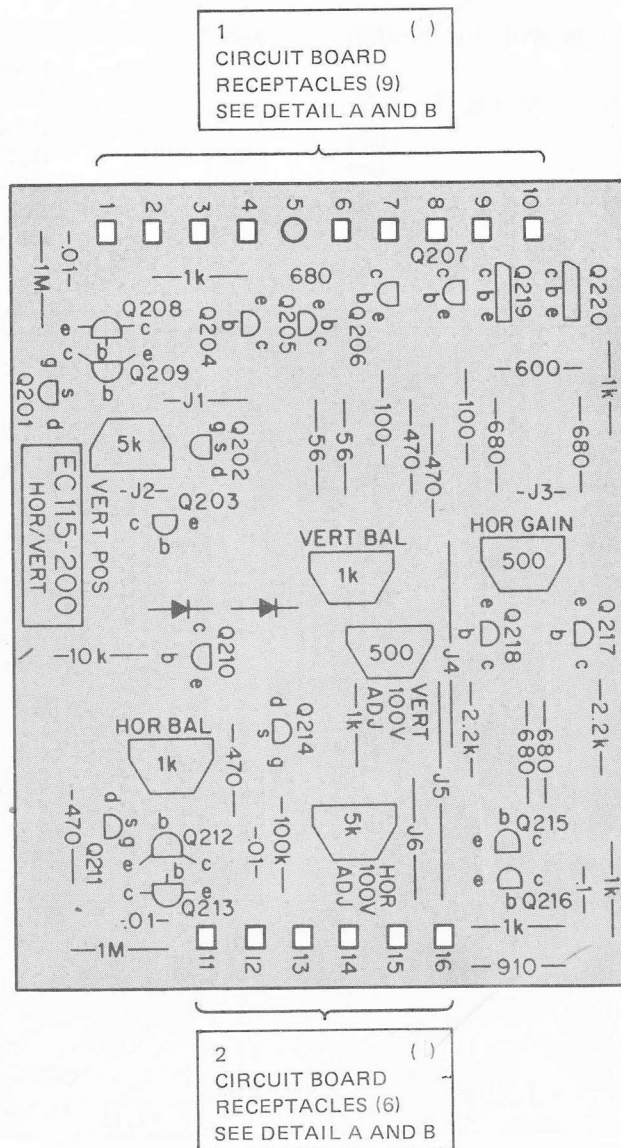 1 ( )
CIRCUIT BOARD
RECEPTACLES (9)
SEE DETAIL A AND B
1 2 3 4 5 6 7 8 9 10
.01
1M
1k
680
Q207
c b e
c b e
c b e
c b e
Q219
Q220
Q208
e c
b
c e
b
Q209
e b c
Q204
e b c
Q205
Q206
600
1k
g s d
Q201
J1
5k
g s d
Q202
56
56
100
470
470
100
680
680
EC115-200
HOR/VERT
VERT POS
J2
Q203
c e
b
J3
VERT BAL
1k
HOR GAIN
500
10k
c
b
e
Q210
500
VERT
100V
ADJ
J4
e
b
c
Q218
e
b
c
Q217
HOR BAL
1k
470
d
s
g
Q214
1k
J5
2.2k
680
680
2.2k
470
d
s
g
Q211
b
Q212
e c
b
c e
Q213
.01
1M
.01
100k
5k
HOR
100V
ADJ
J6
b Q215
e c
e c
b Q216
.1
1k
1k
910
11 12 13 14 15 16
2
CIRCUIT BOARD
RECEPTACLES (6)
SEE DETAIL A AND B